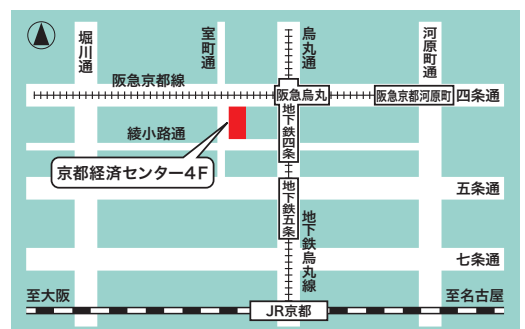 堀川通
室町通
烏丸通
河原町通
阪急京都線
阪急烏丸
阪急京都河原町
四条通
地下鉄四条
綾小路通
京都経済センター4F
五条通
地下鉄五条
地下鉄烏丸線
七条通
至大阪
至名古屋
JR京都